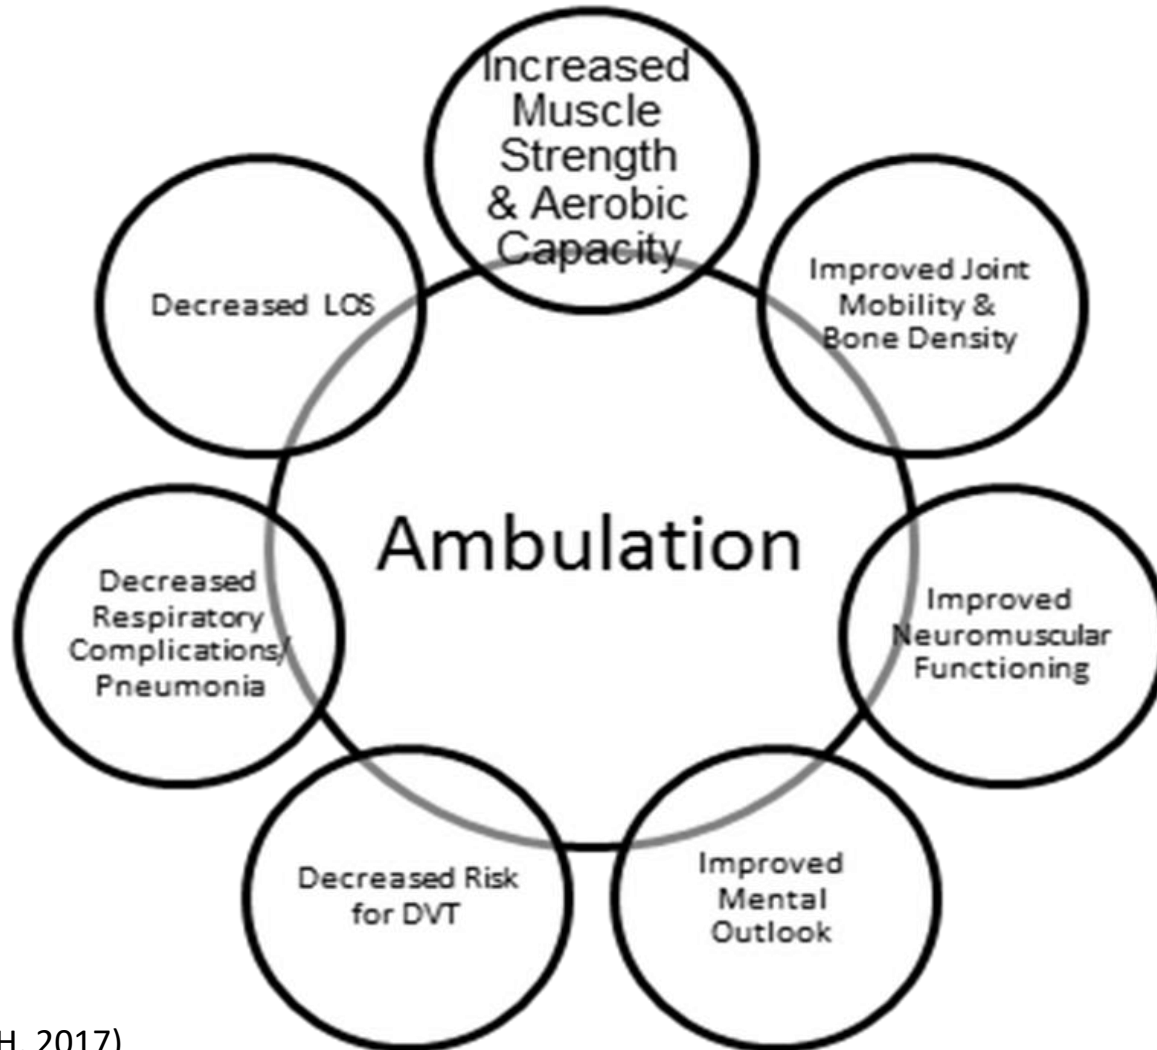 Increased
Muscle
Strength
& Aerobic
Capacity
Improved Joint
Mobility &
Bone Density
Improved
Neuromuscular
Functioning
Improved
Mental
Outlook
Decreased Risk
for DVT
Decreased
Respiratory
Complications/
Pneumonia
Decreased LOS
Ambulation
H, 2017)